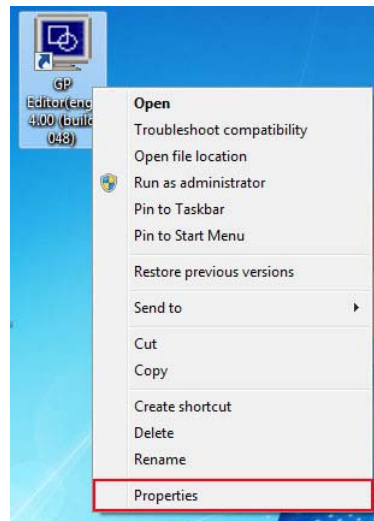 GP
Editor(eng
4.00 (build
048)
Open
Troubleshoot compatibility
Open file location
Run as administrator
Pin to Taskbar
Pin to Start Menu
Restore previous versions
Send to
Cut
Copy
Create shortcut
Delete
Rename
Properties